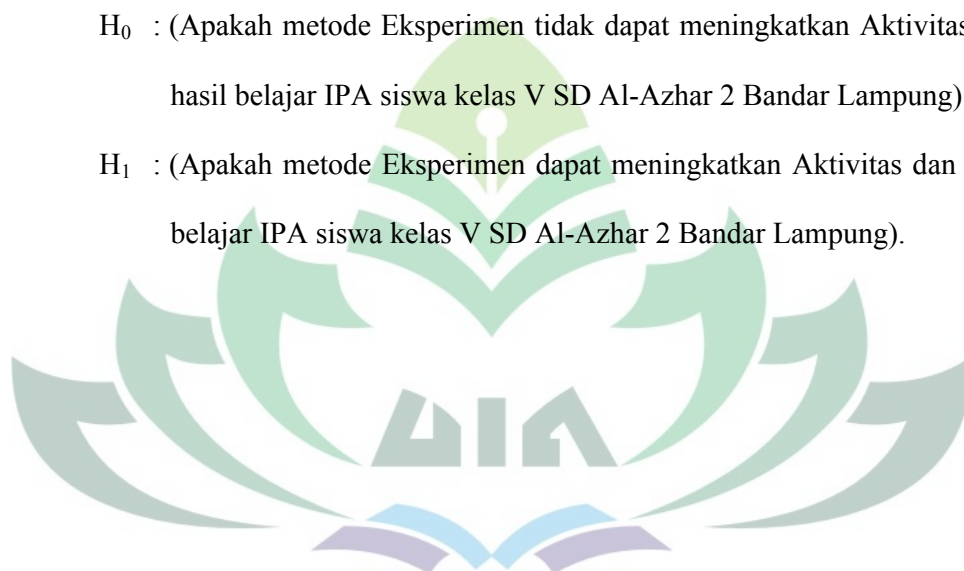 H₀ : (Apakah metode Eksperimen tidak dapat meningkatkan Aktivitas
hasil belajar IPA siswa kelas V SD Al-Azhar 2 Bandar Lampung)
H₁ : (Apakah metode Eksperimen dapat meningkatkan Aktivitas dan
belajar IPA siswa kelas V SD Al-Azhar 2 Bandar Lampung).
UIN